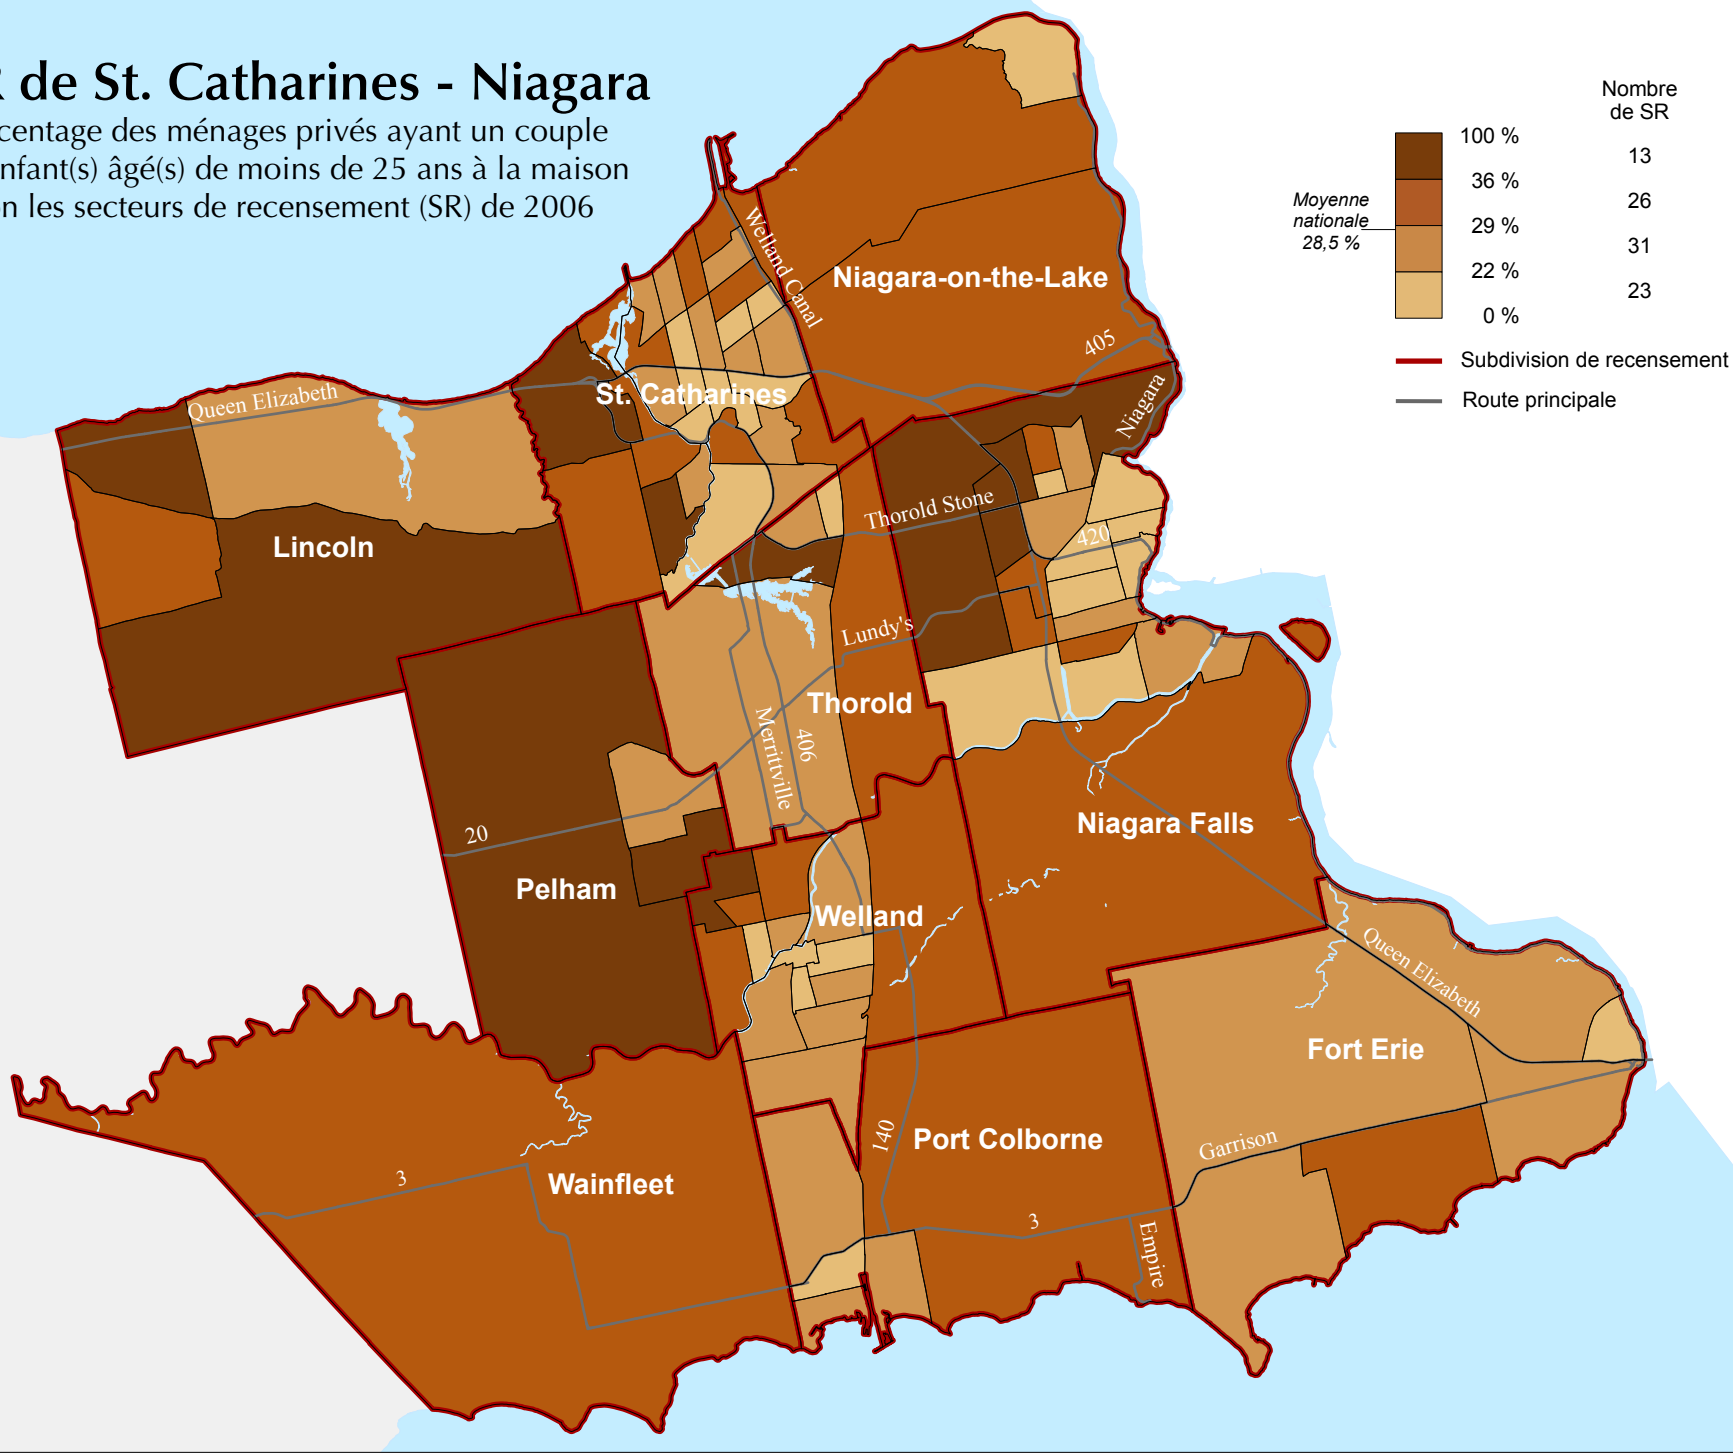 R de St. Catharines - Niagara
centage des ménages privés ayant un couple
nfant(s) âgé(s) de moins de 25 ans à la maison
n les secteurs de recensement (SR) de 2006
Nombre
de SR
100 %
13
36 %
26
Moyenne
nationale
28,5 %
29 %
31
22 %
23
0 %
Subdivision de recensement
Route principale
Welland Canal
Niagara-on-the-Lake
405
Niagara
St. Catharines
Queen Elizabeth
Thorold Stone
420
Lincoln
Lundy's
Thorold
Merrittville
406
Niagara Falls
20
Pelham
Welland
Queen Elizabeth
Fort Erie
140
Port Colborne
Garrison
Wainfleet
3
3
Empire